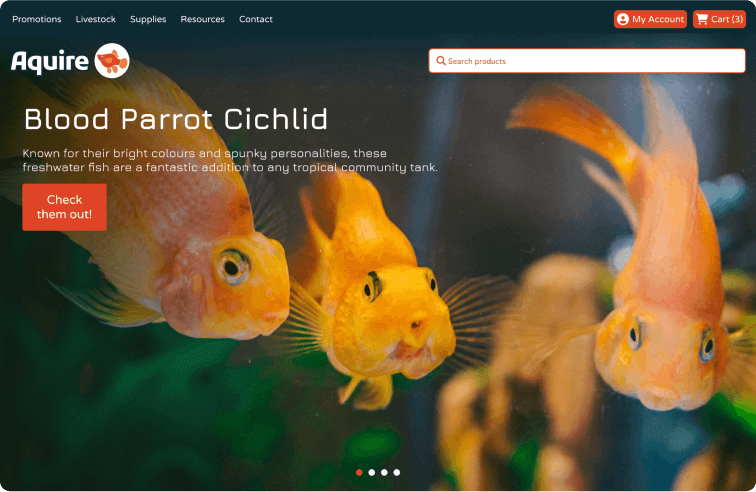 Promotions Livestock Supplies Resources Contact My Account Cart (3)
Aquire
Search products
Blood Parrot Cichlid
Known for their bright colours and spunky personalities, these
freshwater fish are a fantastic addition to any tropical community tank.
Check
them out!